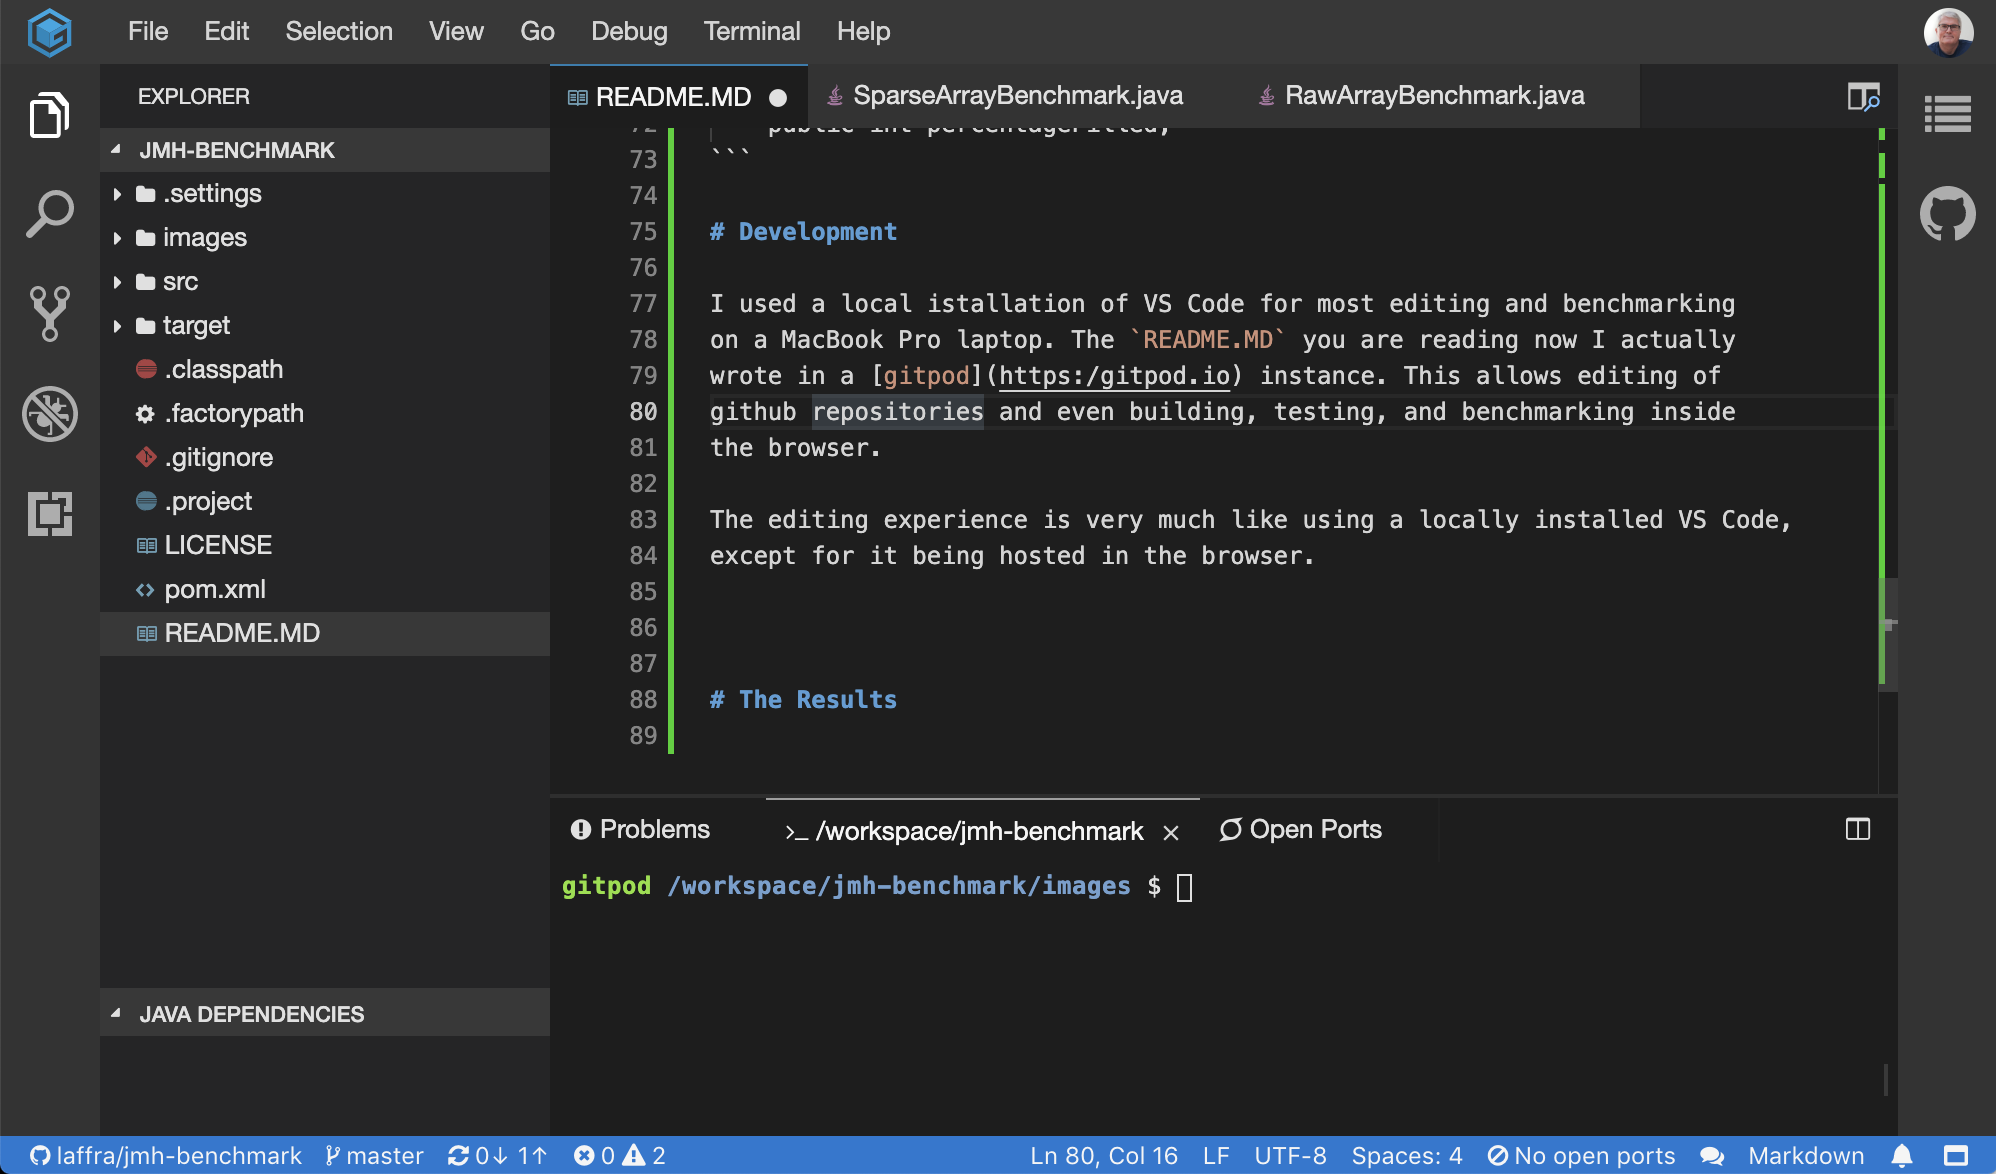 File Edit Selection View Go Debug Terminal Help
EXPLORER
JMH-BENCHMARK
.settings
images
src
target
.classpath
.factorypath
.gitignore
.project
LICENSE
pom.xml
README.MD
JAVA DEPENDENCIES
README.MD SparseArrayBenchmark.java RawArrayBenchmark.java
72 public int percentageFilled;
73 ```
74
75 # Development
76
77 I used a local istallation of VS Code for most editing and benchmarking
78 on a MacBook Pro laptop. The `README.MD` you are reading now I actually
79 wrote in a [gitpod](https:/gitpod.io) instance. This allows editing of
80 github repositories and even building, testing, and benchmarking inside
81 the browser.
82
83 The editing experience is very much like using a locally installed VS Code,
84 except for it being hosted in the browser.
85
86
87
88 # The Results
89
Problems >_ /workspace/jmh-benchmark × Open Ports
gitpod /workspace/jmh-benchmark/images $
laffra/jmh-benchmark master 0↓ 1↑ 0 2 Ln 80, Col 16 LF UTF-8 Spaces: 4 No open ports Markdown